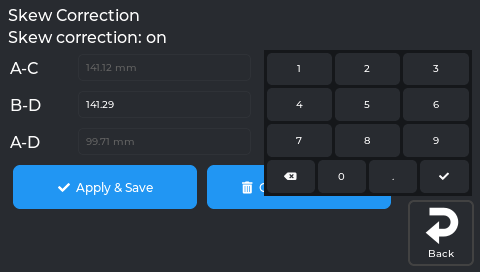 Skew Correction
Skew correction: on
A-C 141.12 mm
B-D 141.29
A-D 99.71 mm
1 2 3
4 5 6
7 8 9
0 .
Apply & Save
Back